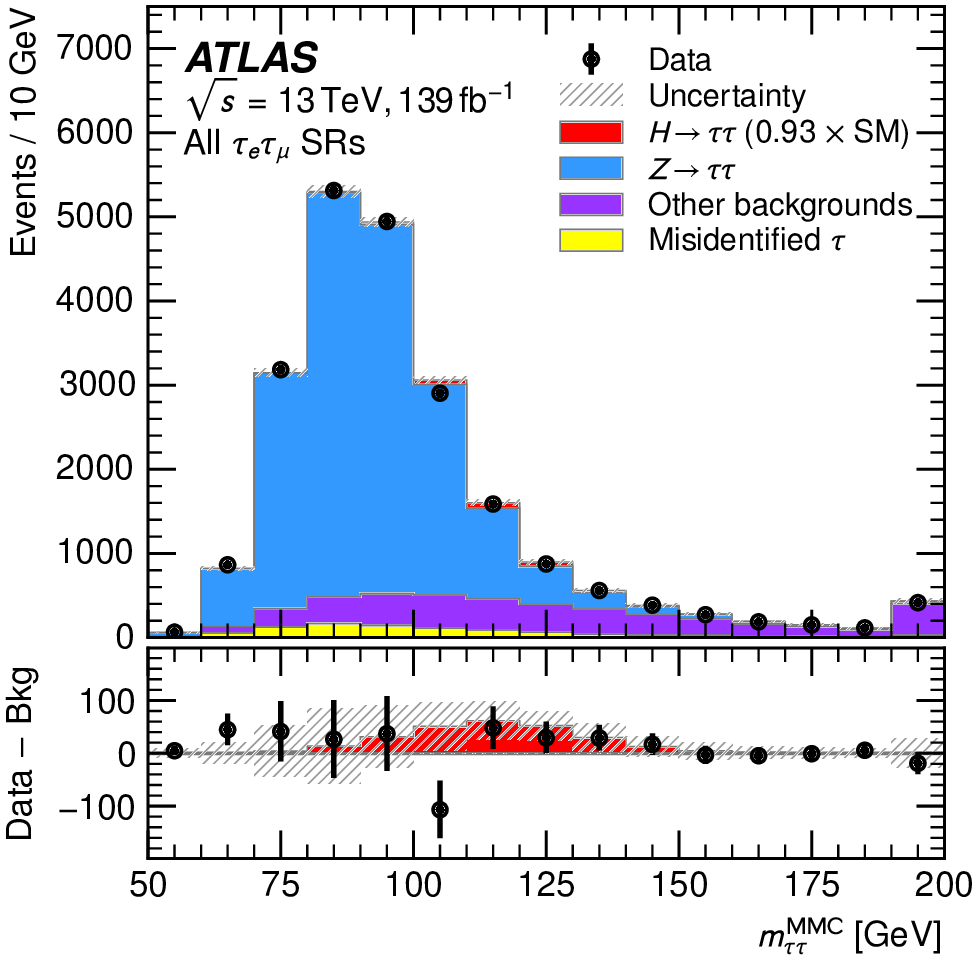 Events / 10 GeV
7000
6000
5000
4000
3000
2000
1000
0
ATLAS
√s = 13 TeV, 139 fb⁻¹
All τₑτ_μ SRs
Data
Uncertainty
H → ττ (0.93 × SM)
Z → ττ
Other backgrounds
Misidentified τ
Data − Bkg
100
0
−100
50 75 100 125 150 175 200
m_ττ^MMC [GeV]